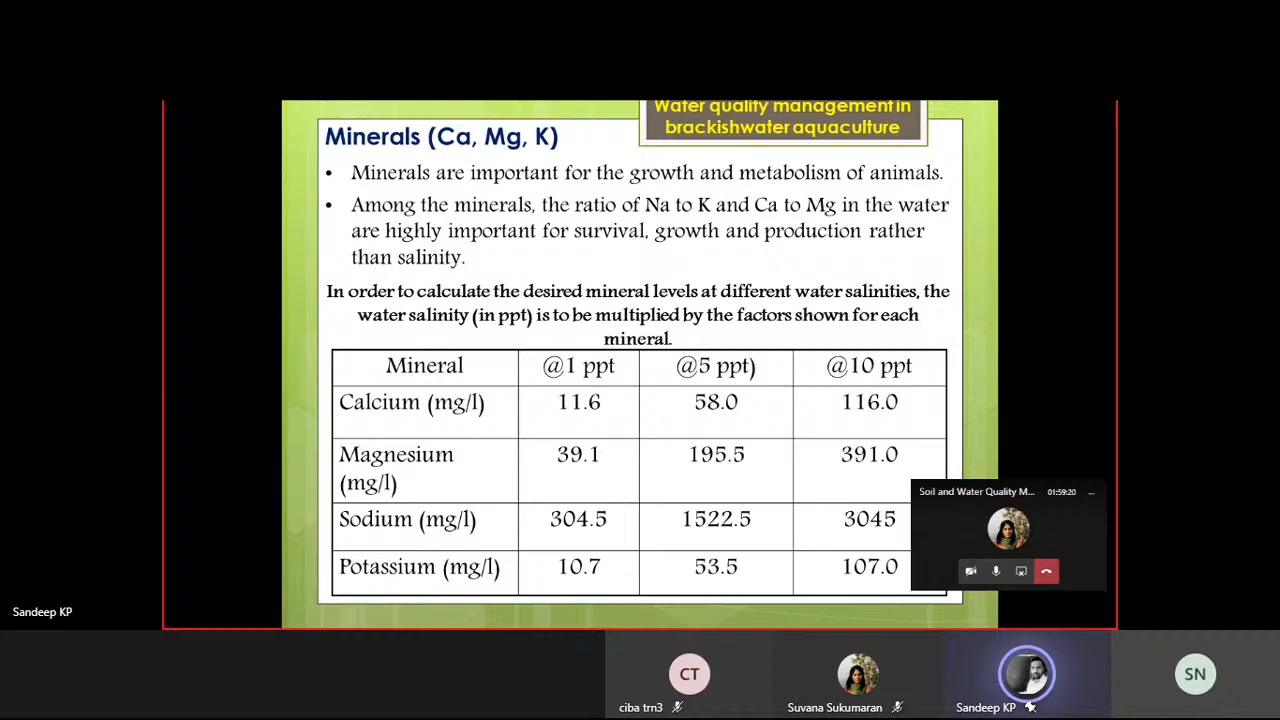 Water quality management in
brackishwater aquaculture
Minerals (Ca, Mg, K)
• Minerals are important for the growth and metabolism of animals.
• Among the minerals, the ratio of Na to K and Ca to Mg in the water
are highly important for survival, growth and production rather
than salinity.
In order to calculate the desired mineral levels at different water salinities, the
water salinity (in ppt) is to be multiplied by the factors shown for each
mineral.
Mineral @1 ppt @5 ppt) @10 ppt
Calcium (mg/l) 11.6 58.0 116.0
Magnesium
(mg/l) 39.1 195.5 391.0
Sodium (mg/l) 304.5 1522.5 3045
Potassium (mg/l) 10.7 53.5 107.0
Soil and Water Quality M... 01:59:20 ...
Sandeep KP
CT
SN
ciba trn3
Suvana Sukumaran
Sandeep KP